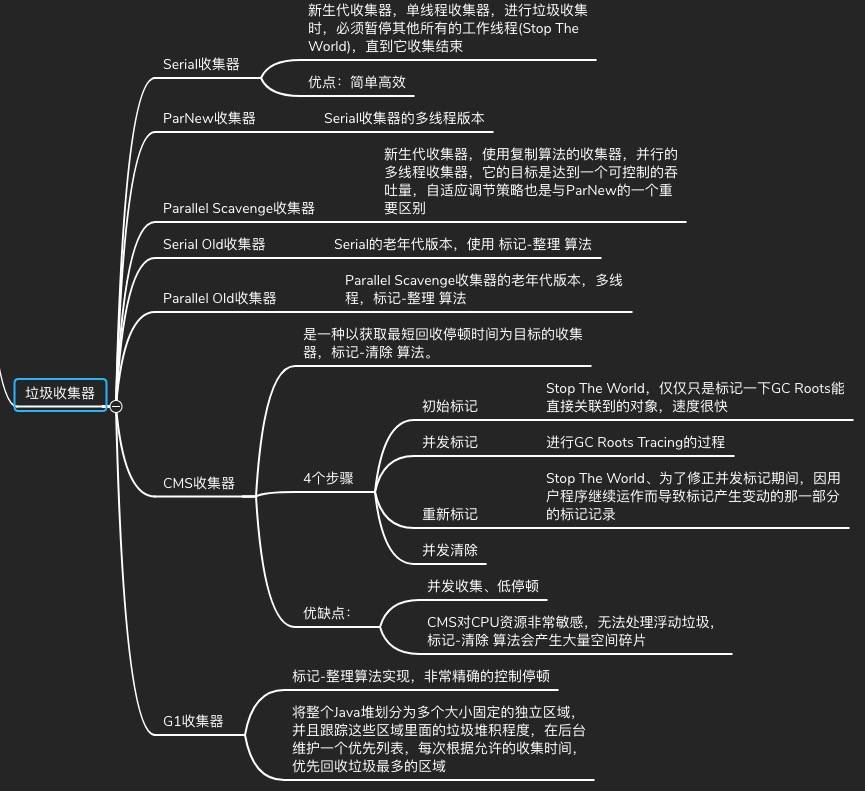 垃圾收集器
Serial收集器
新生代收集器，单线程收集器，进行垃圾收集
时，必须暂停其他所有的工作线程(Stop The
World)，直到它收集结束
优点：简单高效
ParNew收集器
Serial收集器的多线程版本
Parallel Scavenge收集器
新生代收集器，使用复制算法的收集器，并行的
多线程收集器，它的目标是达到一个可控制的吞
吐量，自适应调节策略也是与ParNew的一个重
要区别
Serial Old收集器
Serial的老年代版本，使用 标记-整理 算法
Parallel Old收集器
Parallel Scavenge收集器的老年代版本，多线
程，标记-整理 算法
CMS收集器
是一种以获取最短回收停顿时间为目标的收集
器，标记-清除 算法。
4个步骤
初始标记
Stop The World，仅仅只是标记一下GC Roots能
直接关联到的对象，速度很快
并发标记
进行GC Roots Tracing的过程
重新标记
Stop The World、为了修正并发标记期间，因用
户程序继续运作而导致标记产生变动的那一部分
的标记记录
并发清除
优缺点：
并发收集、低停顿
CMS对CPU资源非常敏感，无法处理浮动垃圾，
标记-清除 算法会产生大量空间碎片
G1收集器
标记-整理算法实现，非常精确的控制停顿
将整个Java堆划分为多个大小固定的独立区域，
并且跟踪这些区域里面的垃圾堆积程度，在后台
维护一个优先列表，每次根据允许的收集时间，
优先回收垃圾最多的区域